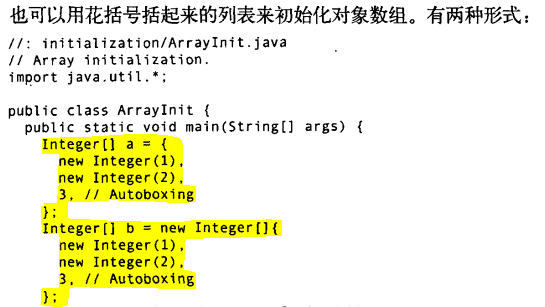 也可以用花括号括起来的列表来初始化对象数组。有两种形式：
//: initialization/ArrayInit.java
// Array initialization.
import java.util.*;
public class ArrayInit {
public static void main(String[] args) {
Integer[] a = {
new Integer(1),
new Integer(2),
3, // Autoboxing
};
Integer[] b = new Integer[]{
new Integer(1),
new Integer(2),
3, // Autoboxing
};